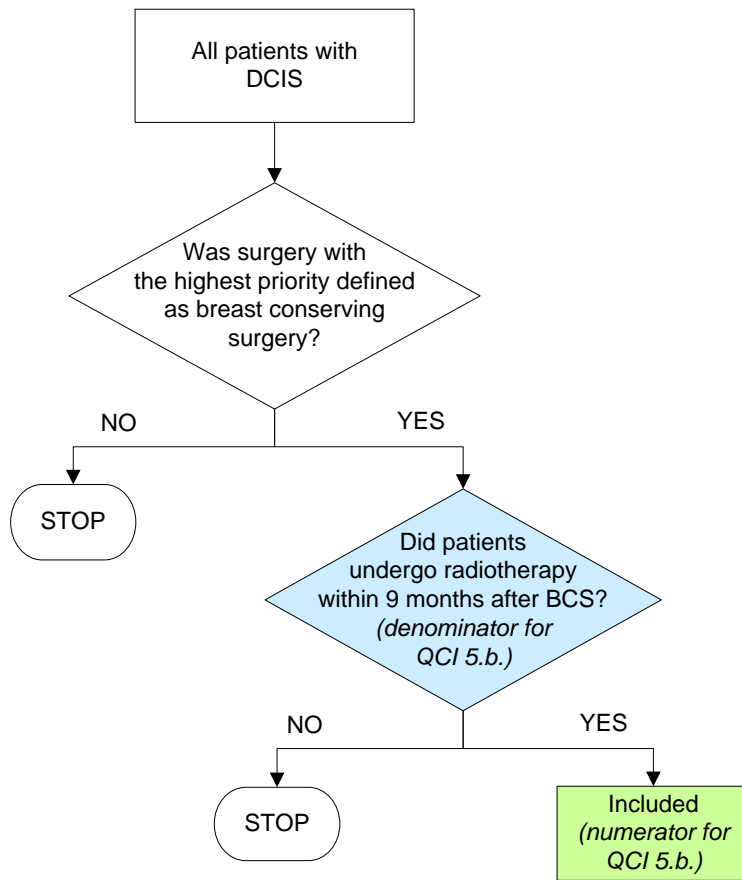 All patients with
DCIS
Was surgery with
the highest priority defined
as breast conserving
surgery?
NO
YES
STOP
Did patients
undergo radiotherapy
within 9 months after BCS?
(denominator for
QCI 5.b.)
NO
YES
STOP
Included
(numerator for
QCI 5.b.)